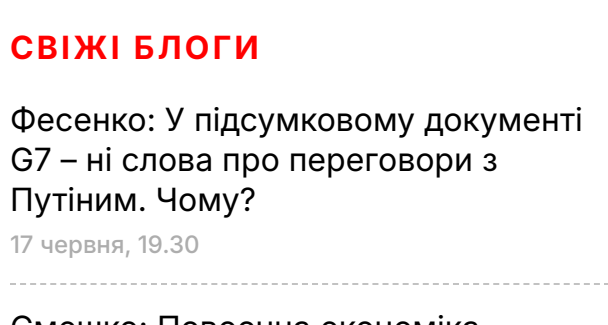 СВІЖІ БЛОГИ
Фесенко: У підсумковому документі
G7 – ні слова про переговори з
Путіним. Чому?
17 червня, 19.30